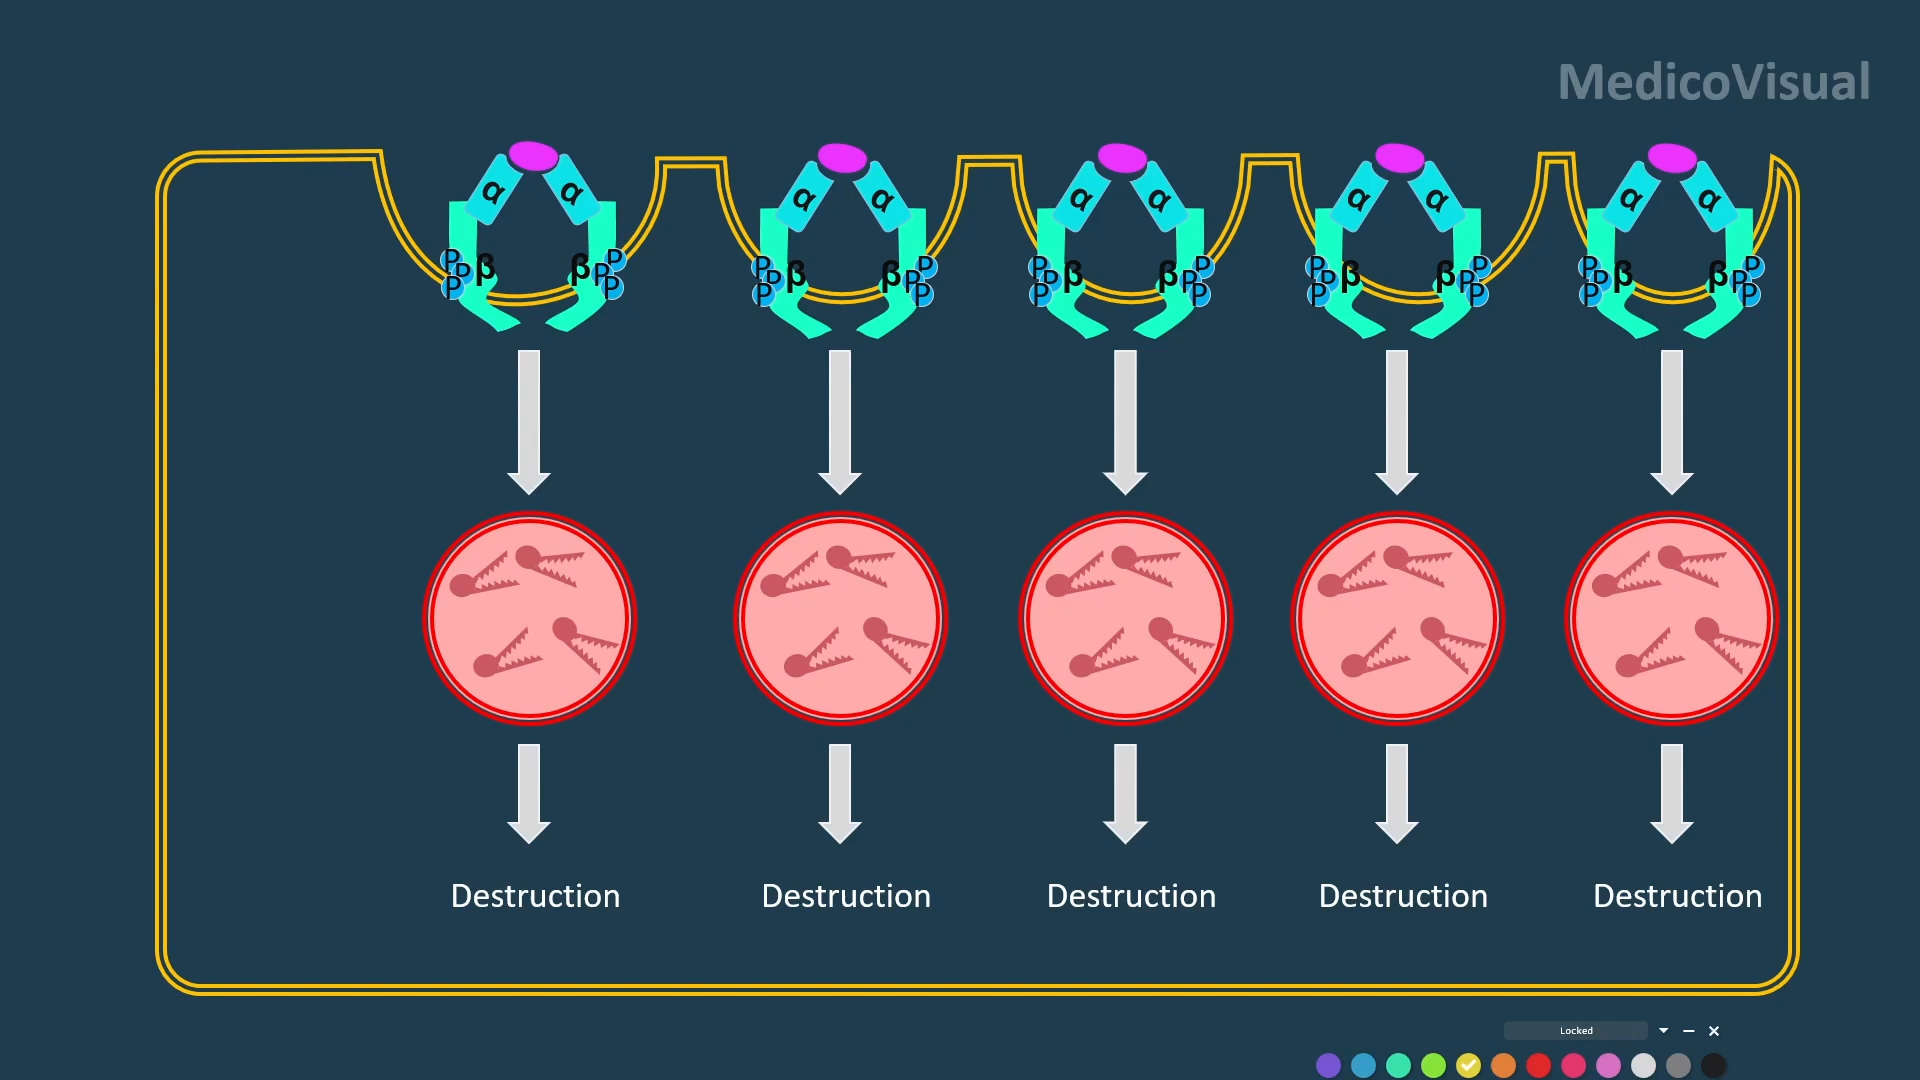 MedicoVisual
α α α α α α α α α α
P P β β P P P P β β P P P P β β P P P P β β P P P P β β P P
P P P P P P P P P P
Destruction Destruction Destruction Destruction Destruction
Locked